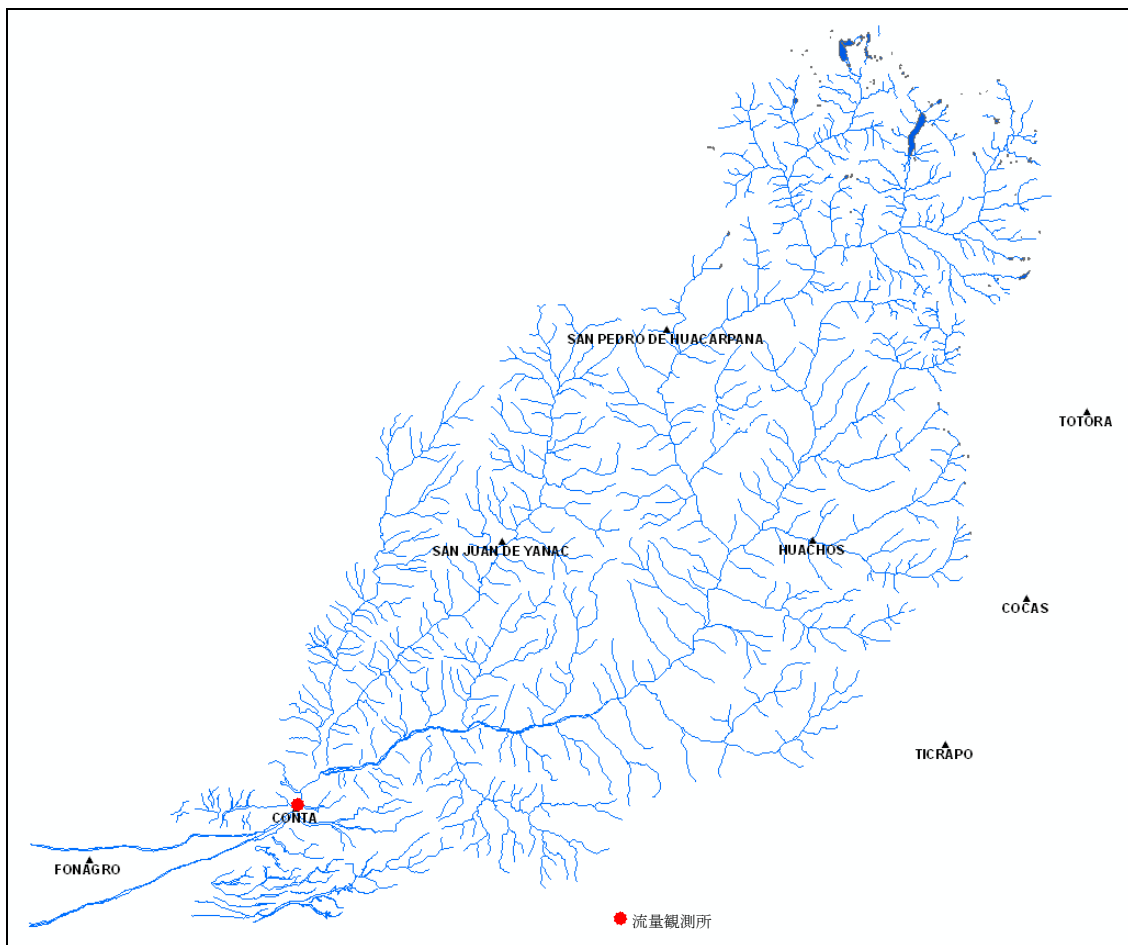 SAN PEDRO DE HUACARPANA
TOTORA
SAN JUAN DE YANAC
HUACHOS
COCAS
TICRAPO
CONTA
FONAGRO
流量観測所